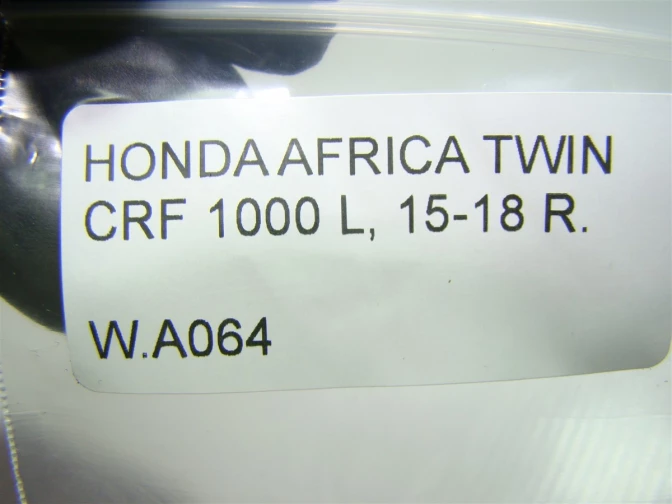 HONDA AFRICA TWIN
CRF 1000 L, 15-18 R.
W.A064